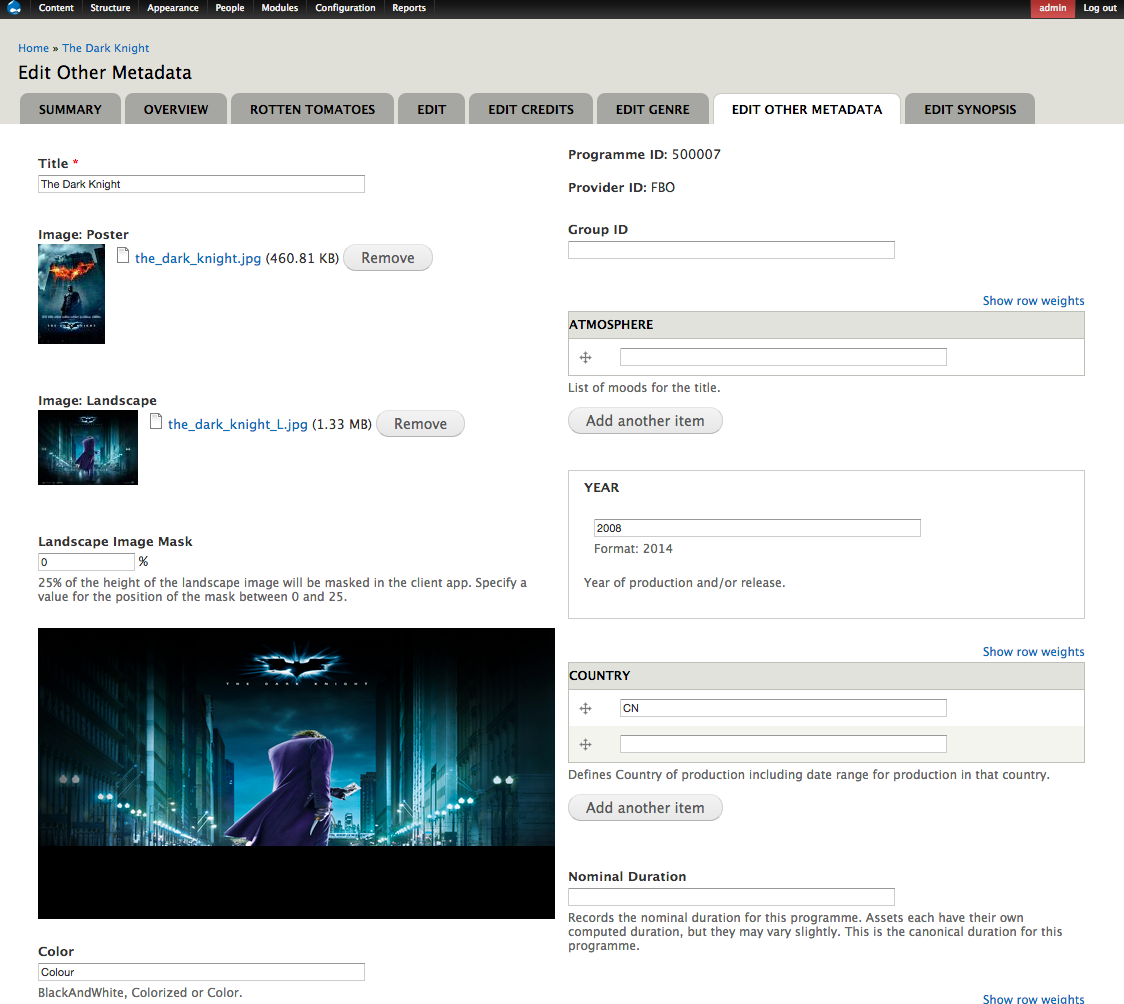 Content Structure Appearance People Modules Configuration Reports admin Log out
Home » The Dark Knight
Edit Other Metadata
SUMMARY OVERVIEW ROTTEN TOMATOES EDIT EDIT CREDITS EDIT GENRE EDIT OTHER METADATA EDIT SYNOPSIS
Title *
The Dark Knight
Image: Poster
THE DARK KNIGHT
the_dark_knight.jpg (460.81 KB) Remove
Image: Landscape
the_dark_knight_L.jpg (1.33 MB) Remove
Landscape Image Mask
0 %
25% of the height of the landscape image will be masked in the client app. Specify a
value for the position of the mask between 0 and 25.
THE DARK KNIGHT
Color
Colour
BlackAndWhite, Colorized or Color.
Programme ID: 500007
Provider ID: FBO
Group ID
Show row weights
ATMOSPHERE
List of moods for the title.
Add another item
YEAR
2008
Format: 2014
Year of production and/or release.
Show row weights
COUNTRY
CN
Defines Country of production including date range for production in that country.
Add another item
Nominal Duration
Records the nominal duration for this programme. Assets each have their own
computed duration, but they may vary slightly. This is the canonical duration for this
programme.
Show row weights